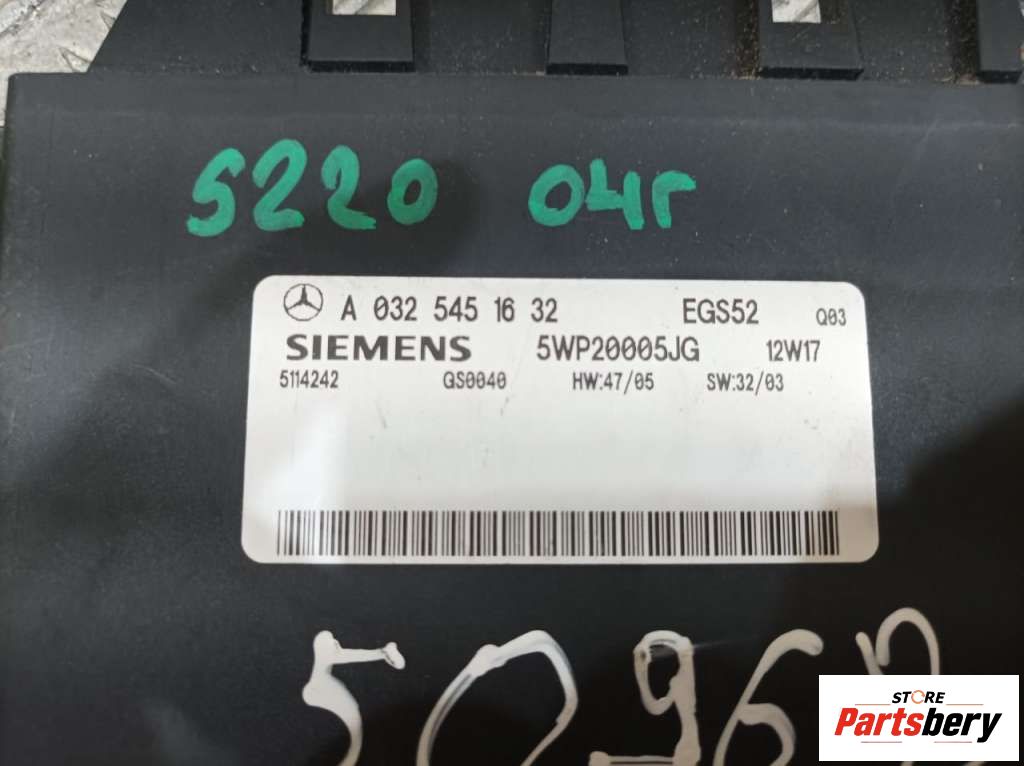 S220 04г
A 032 545 16 32 EGS52 Q03
SIEMENS 5WP20005JG 12W17
5114242 GS0040 HW:47/05 SW:32/03
STORE
Partsbery